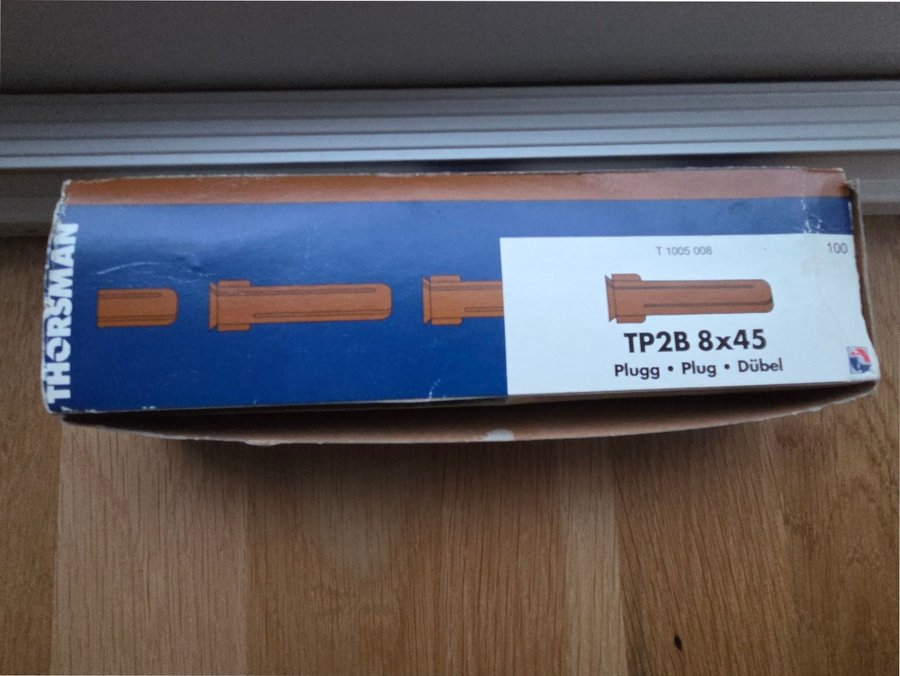 THORSMAN
T 1005 008
100
TP2B 8x45
Plugg • Plug • Dübel